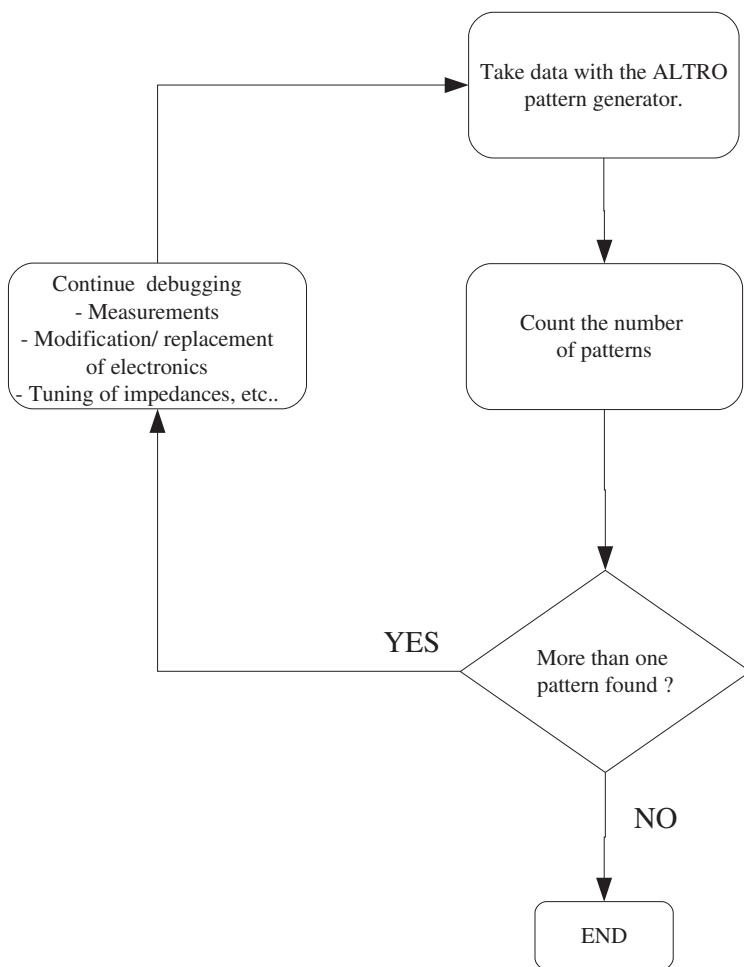 Take data with the ALTRO
pattern generator.
Continue debugging
- Measurements
- Modification/ replacement
of electronics
- Tuning of impedances, etc..
Count the number
of patterns
YES
More than one
pattern found ?
NO
END